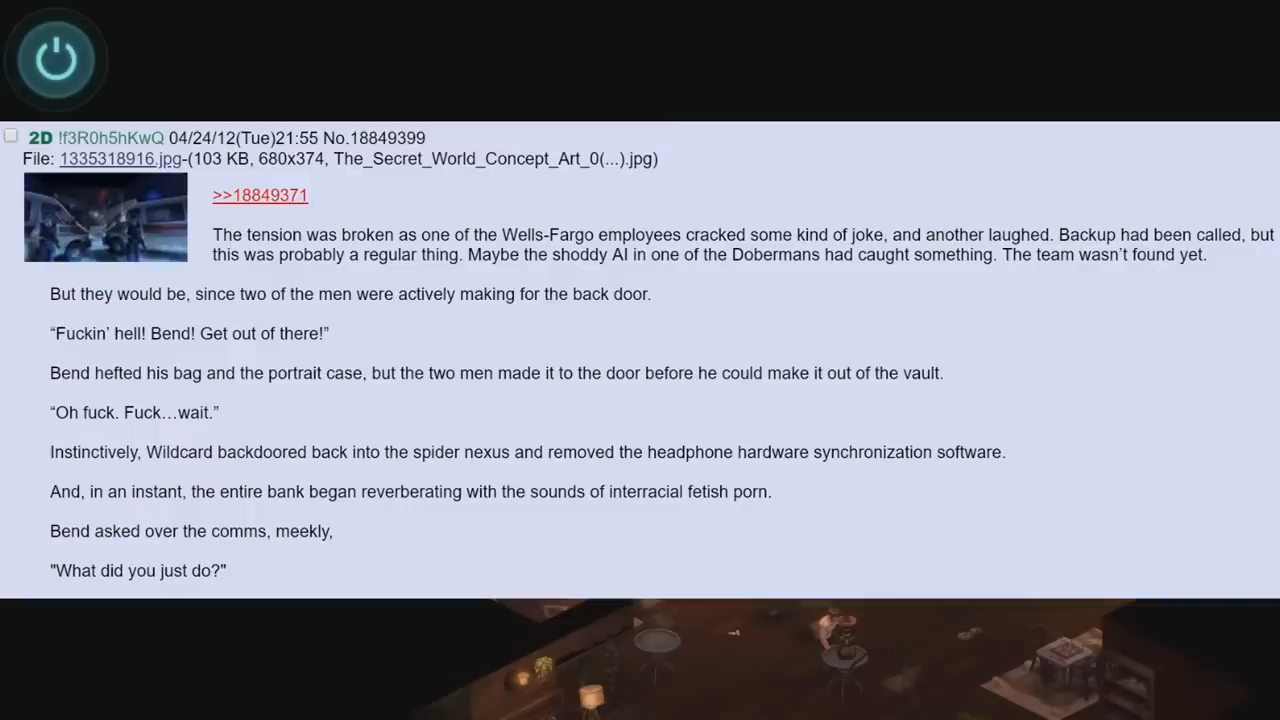 2D !f3R0h5hKwQ 04/24/12(Tue)21:55 No.18849399
File: 1335318916.jpg-(103 KB, 680x374, The_Secret_World_Concept_Art_0(...).jpg)
>>18849371
The tension was broken as one of the Wells-Fargo employees cracked some kind of joke, and another laughed. Backup had been called, but
this was probably a regular thing. Maybe the shoddy AI in one of the Dobermans had caught something. The team wasn’t found yet.
But they would be, since two of the men were actively making for the back door.
“Fuckin’ hell! Bend! Get out of there!”
Bend hefted his bag and the portrait case, but the two men made it to the door before he could make it out of the vault.
“Oh fuck. Fuck…wait.”
Instinctively, Wildcard backdoored back into the spider nexus and removed the headphone hardware synchronization software.
And, in an instant, the entire bank began reverberating with the sounds of interracial fetish porn.
Bend asked over the comms, meekly,
"What did you just do?"